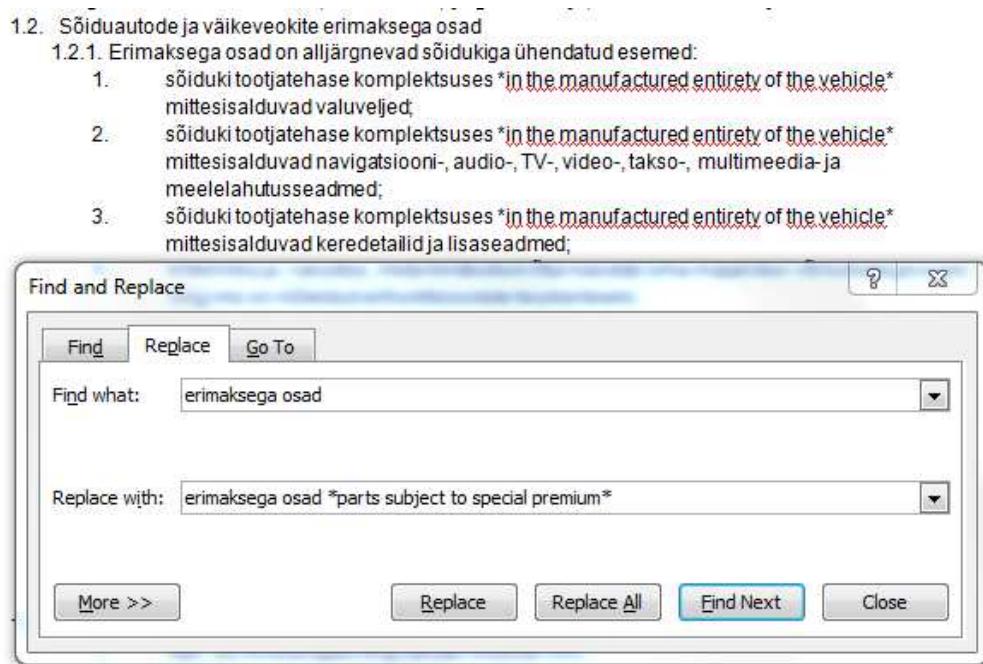 1.2. Sõiduautode ja väikeveokite erimaksega osad
1.2.1. Erimaksega osad on alljärgnevad sõidukiga ühendatud esemed:
1. sõiduki tootjatehase komplektsuses *in the manufactured entirety of the vehicle*
mittesisalduvad valuveljed;
2. sõiduki tootjatehase komplektsuses *in the manufactured entirety of the vehicle*
mittesisalduvad navigatsiooni-, audio-, TV-, video-, takso-, multimeedia- ja
meelelahutusseadmed;
3. sõiduki tootjatehase komplektsuses *in the manufactured entirety of the vehicle*
mittesisalduvad keredetailid ja lisaseadmed;
Find and Replace
Find Replace Go To
Find what: erimaksega osad
Replace with: erimaksega osad *parts subject to special premium*
More >> Replace Replace All Find Next Close